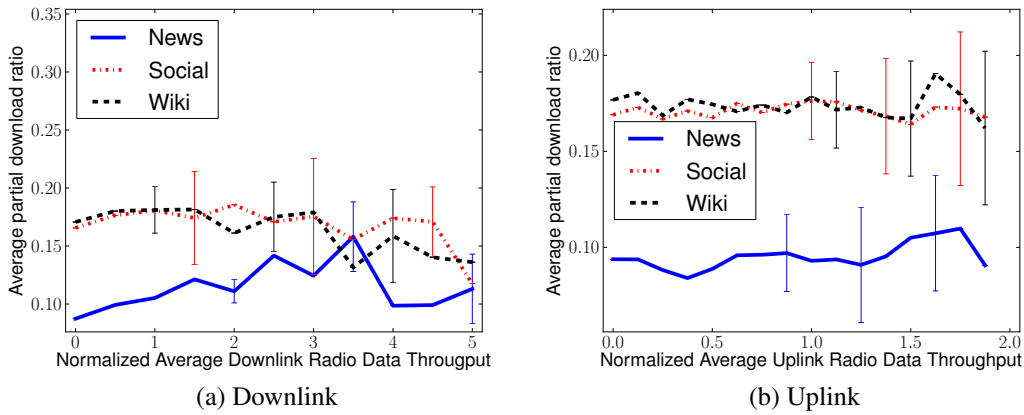 Average partial download ratio
0.35
0.30
0.25
0.20
0.15
0.10
News
Social
Wiki
0 1 2 3 4 5
Normalized Average Downlink Radio Data Througput
(a) Downlink
Average partial download ratio
0.20
0.15
0.10
News
Social
Wiki
0.0 0.5 1.0 1.5 2.0
Normalized Average Uplink Radio Data Throughput
(b) Uplink